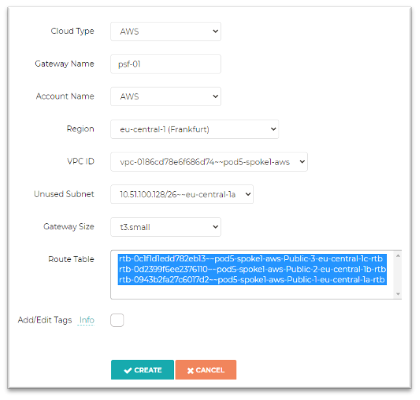 Cloud Type AWS
Gateway Name psf-01
Account Name AWS
Region eu-central-1 (Frankfurt)
VPC ID vpc-0186cd78e6f686d74~~pod5-spoke1-aws
Unused Subnet 10.51.100.128/26~~eu-central-1a
Gateway Size t3.small
Route Table rtb-0c1f1d1edd782eb13~~pod5-spoke1-aws-Public-3-eu-central-1c-rtb
rtb-0d2399f6ee2376110~~pod5-spoke1-aws-Public-2-eu-central-1b-rtb
rtb-0943b2fa27c6017d2~~pod5-spoke1-aws-Public-1-eu-central-1a-rtb
Add/Edit Tags Info
CREATE CANCEL